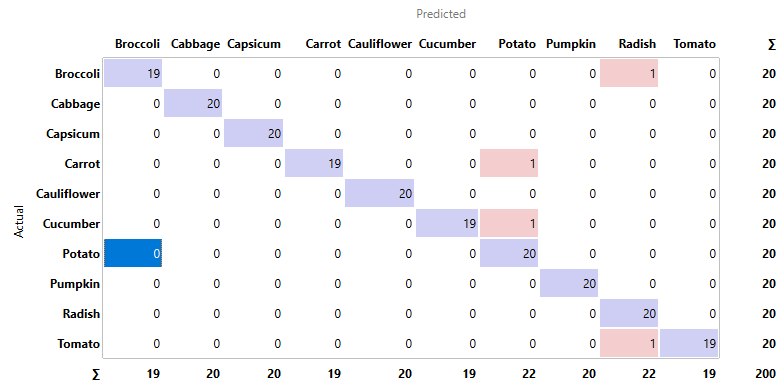 Predicted
Broccoli Cabbage Capsicum Carrot Cauliflower Cucumber Potato Pumpkin Radish Tomato Σ
Broccoli 19 0 0 0 0 0 0 0 1 0 20
Cabbage 0 20 0 0 0 0 0 0 0 0 20
Capsicum 0 0 20 0 0 0 0 0 0 0 20
Carrot 0 0 0 19 0 0 1 0 0 0 20
Cauliflower 0 0 0 0 20 0 0 0 0 0 20
Cucumber 0 0 0 0 0 19 1 0 0 0 20
Potato 0 0 0 0 0 0 20 0 0 0 20
Pumpkin 0 0 0 0 0 0 0 20 0 0 20
Radish 0 0 0 0 0 0 0 0 20 0 20
Tomato 0 0 0 0 0 0 0 0 1 19 20
Σ 19 20 20 19 20 19 22 20 22 19 200
Actual